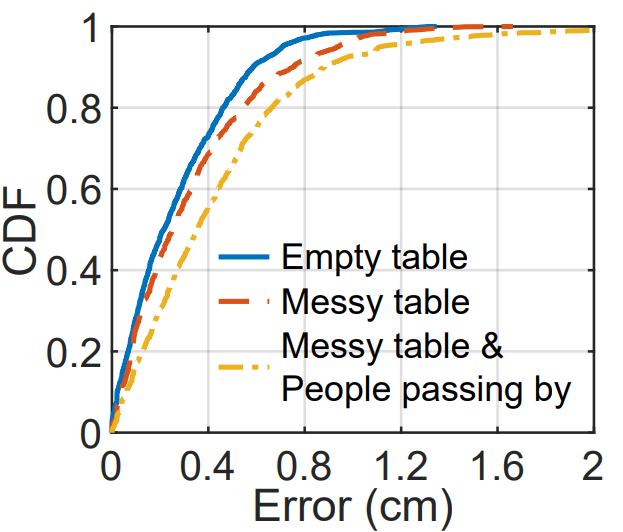 1
0.8
0.6
0.4
0.2
0
CDF
Empty table
Messy table
Messy table &
People passing by
0 0.4 0.8 1.2 1.6 2
Error (cm)